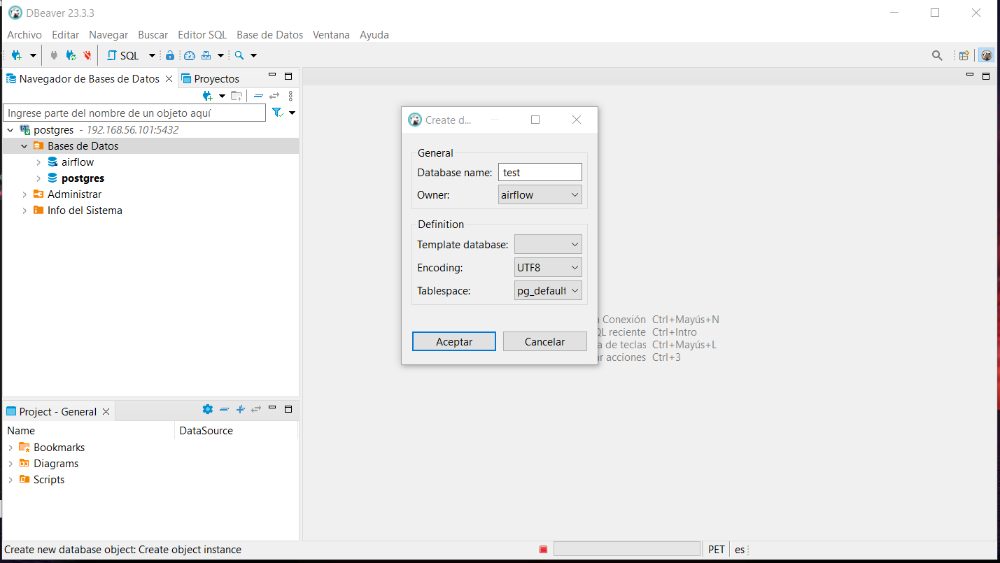 DBeaver 23.3.3
Archivo Editar Navegar Buscar Editor SQL Base de Datos Ventana Ayuda
SQL
Navegador de Bases de Datos Proyectos
Ingrese parte del nombre de un objeto aquí
postgres - 192.168.56.101:5432
Bases de Datos
airflow
postgres
Administrar
Info del Sistema
Create d...
General
Database name: test
Owner: airflow
Definition
Template database:
Encoding: UTF8
Tablespace: pg_default
Aceptar Cancelar
Conexión Ctrl+Mayús+N
QL reciente Ctrl+Intro
a de teclas Ctrl+Mayús+L
ar acciones Ctrl+3
Project - General
Name DataSource
Bookmarks
Diagrams
Scripts
Create new database object: Create object instance PET es